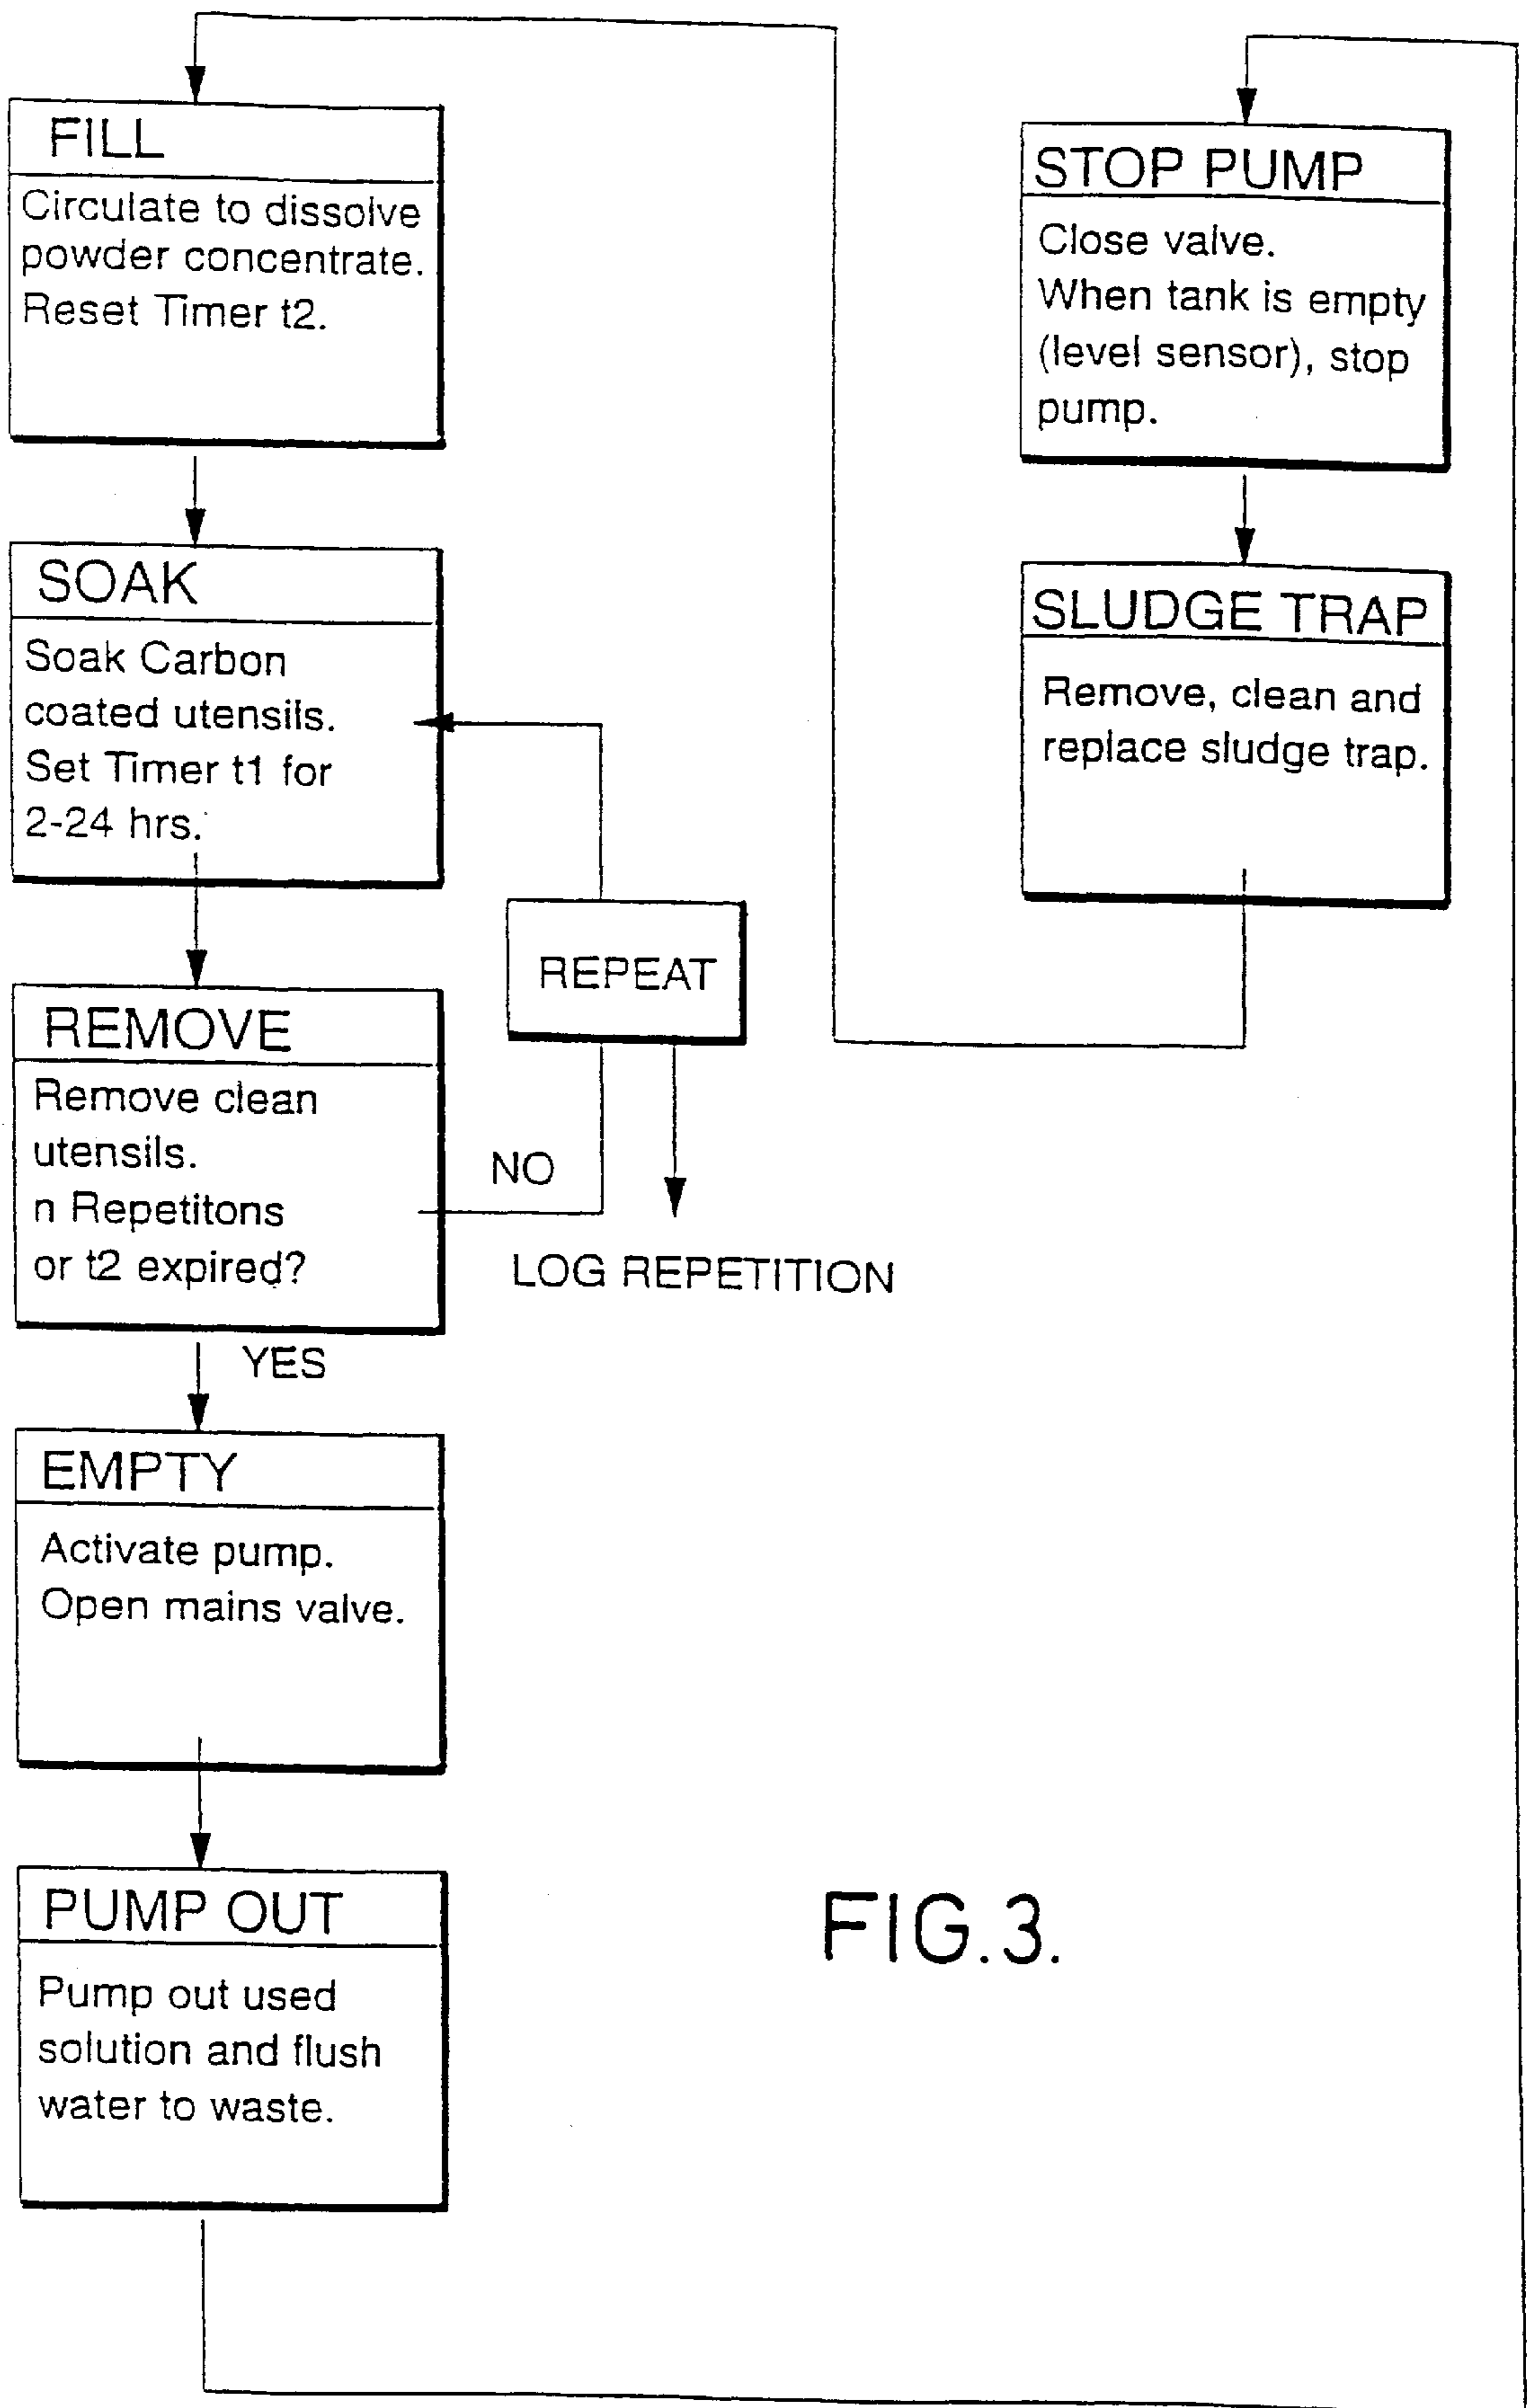 FILL
Circulate to dissolve
powder concentrate.
Reset Timer t2.
SOAK
Soak Carbon
coated utensils.
Set Timer t1 for
2-24 hrs.
REMOVE
Remove clean
utensils.
n Repetitons
or t2 expired?
NO
REPEAT
LOG REPETITION
YES
EMPTY
Activate pump.
Open mains valve.
PUMP OUT
Pump out used
solution and flush
water to waste.
STOP PUMP
Close valve.
When tank is empty
(level sensor), stop
pump.
SLUDGE TRAP
Remove, clean and
replace sludge trap.
FIG.3.